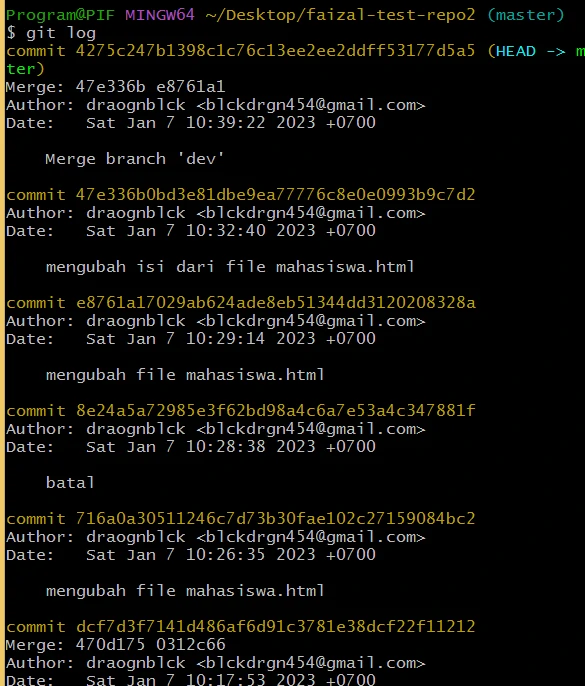 Program@PIF MINGW64 ~/Desktop/faizal-test-repo2 (master)
$ git log
commit 4275c247b1398c1c76c13ee2ee2ddff53177d5a5 (HEAD -> m
ter)
Merge: 47e336b e8761a1
Author: draognblck <blckdrgn454@gmail.com>
Date:   Sat Jan 7 10:39:22 2023 +0700
Merge branch 'dev'
commit 47e336b0bd3e81dbe9ea77776c8e0e0993b9c7d2
Author: draognblck <blckdrgn454@gmail.com>
Date:   Sat Jan 7 10:32:40 2023 +0700
mengubah isi dari file mahasiswa.html
commit e8761a17029ab624ade8eb51344dd3120208328a
Author: draognblck <blckdrgn454@gmail.com>
Date:   Sat Jan 7 10:29:14 2023 +0700
mengubah file mahasiswa.html
commit 8e24a5a72985e3f62bd98a4c6a7e53a4c347881f
Author: draognblck <blckdrgn454@gmail.com>
Date:   Sat Jan 7 10:28:38 2023 +0700
batal
commit 716a0a30511246c7d73b30fae102c27159084bc2
Author: draognblck <blckdrgn454@gmail.com>
Date:   Sat Jan 7 10:26:35 2023 +0700
mengubah file mahasiswa.html
commit dcf7d3f7141d486af6d91c3781e38dcf22f11212
Merge: 470d175 0312c66
Author: draognblck <blckdrgn454@gmail.com>
Date:   Sat Jan 7 10:17:53 2023 +0700